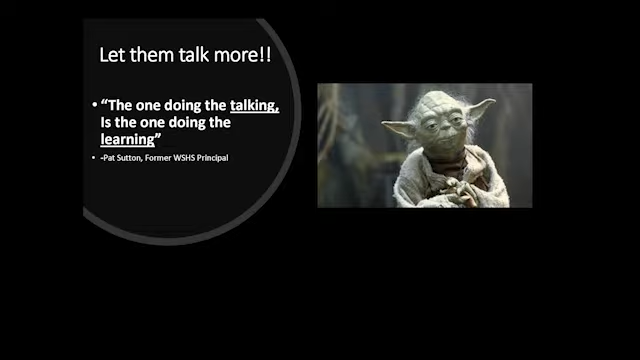 Let them talk more!!
• “The one doing the talking,
Is the one doing the
learning”
• -Pat Sutton, Former WSHS Principal